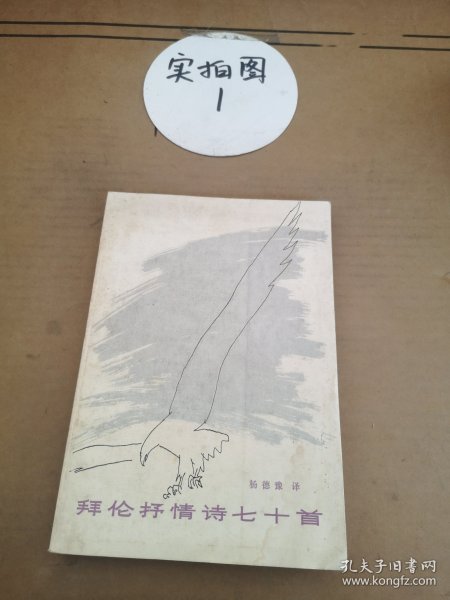 实拍图
1
杨德豫 译
拜伦抒情诗七十首
孔夫子旧书网
www.kongfz.com